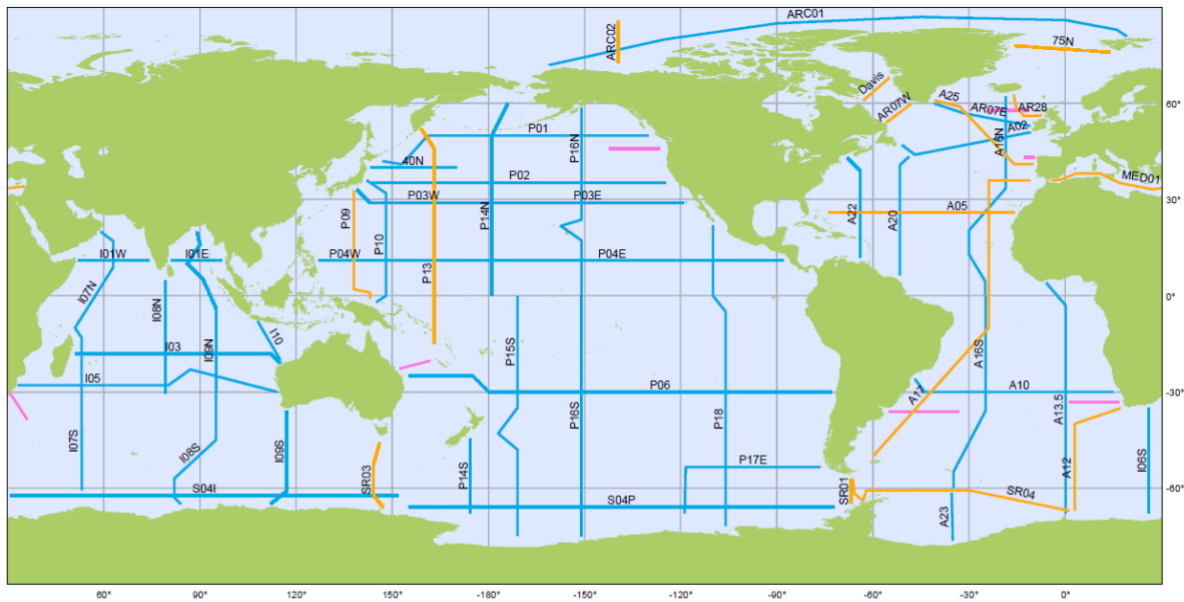 ARC01
ARC02
75N
Davis
AR07W
A25
AR07E
AR28
A02
60°
P01
P16N
A16N
40N
P02
MED01
P03W
P03E
30°
P09
P10
P14N
A22
A20
A05
I01W
I01E
P04W
P04E
P13
I07N
I08N
0°
I10
I03
I09N
P15S
A16S
I05
P06
A17
A10
-30°
P16S
P18
A13.5
I07S
I08S
I09S
SR03
P14S
P17E
A12
I06S
S04I
S04P
SR01
SR04
-60°
A23
60°
90°
120°
150°
-180°
-150°
-120°
-90°
-60°
-30°
0°